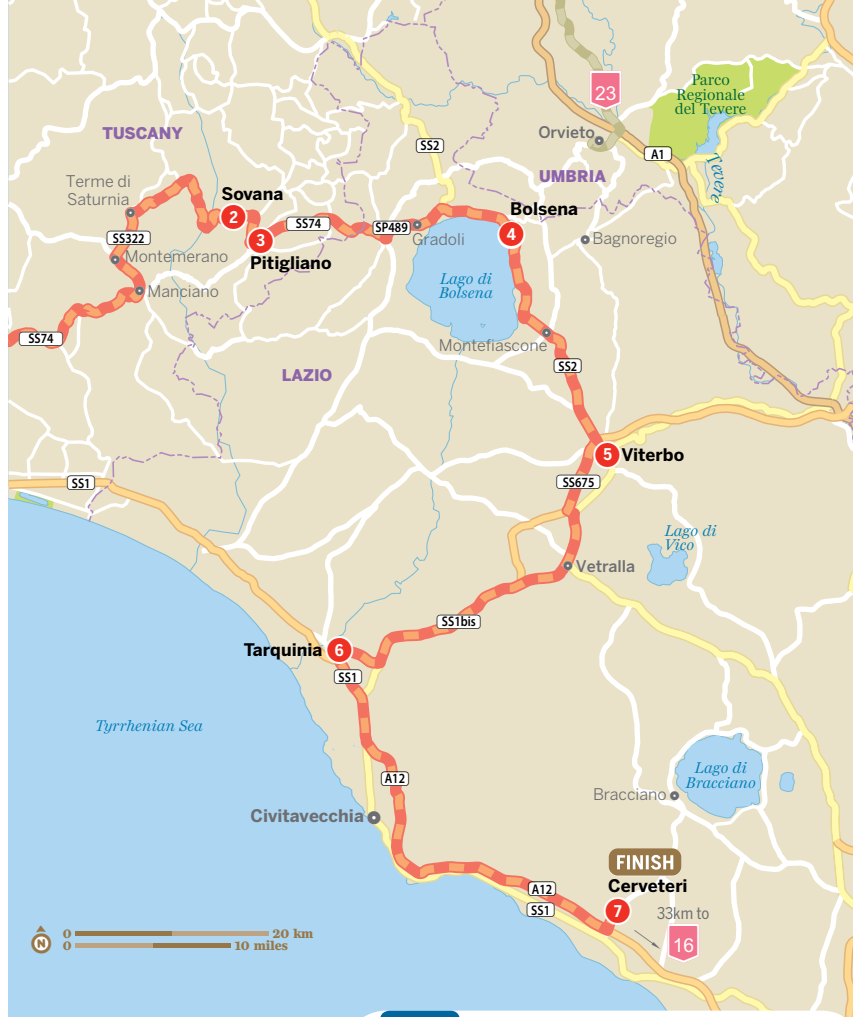 23
Parco
Regionale
del Tevere
Orvieto
SS2
A1
TUSCANY
Tevere
Terme di
Saturnia
UMBRIA
Sovana
2
Bolsena
SS74
SP489
4
SS322
3
Gradoli
Bagnoregio
Pitigliano
Montemerano
Lago di
Bolsena
Manciano
SS74
Montefiascone
SS2
LAZIO
5 Viterbo
SS1
SS675
Lago di
Vico
Vetralla
SS1bis
Tarquinia 6
SS1
Tyrrhenian Sea
Lago di
Bracciano
A12
Bracciano
Civitavecchia
FINISH
Cerveteri
A12
7
33km to
SS1
16
N
0 20 km
0 10 miles